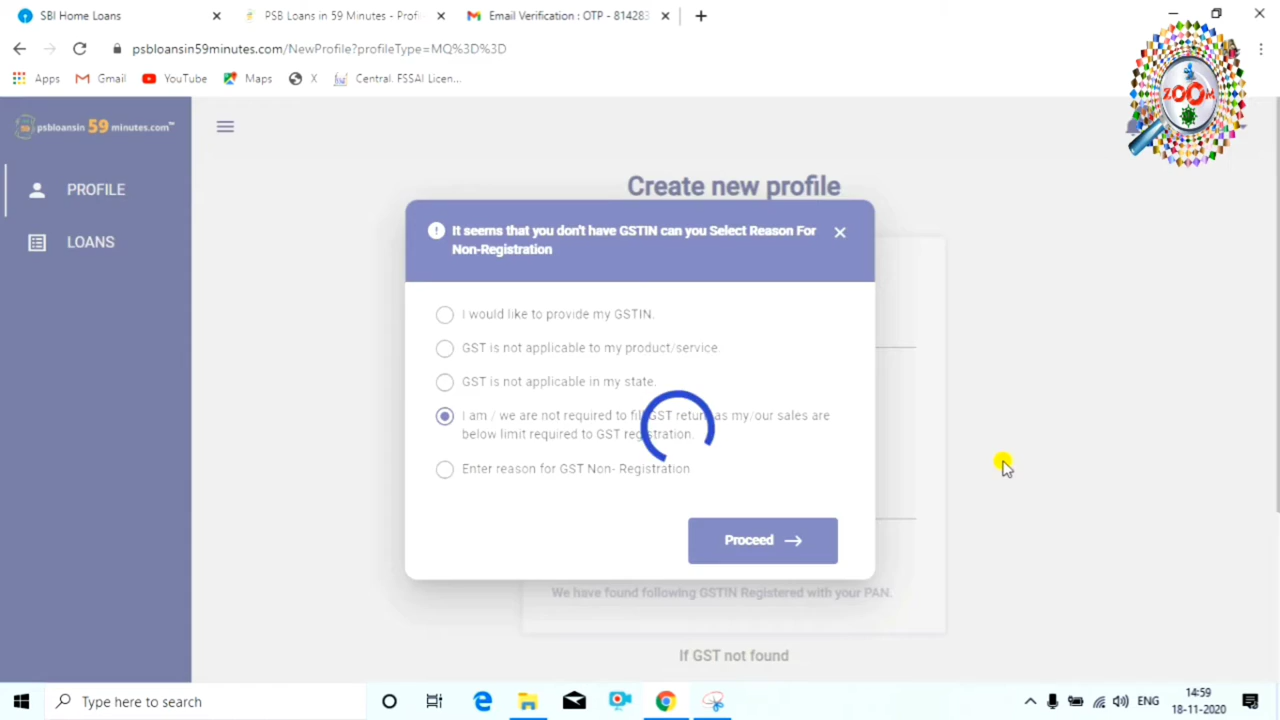 SBI Home Loans
PSB Loans in 59 Minutes - Profi
Email Verification : OTP - 81428
psbloansin59minutes.com/NewProfile?profileType=MQ%3D%3D
Apps
Gmail
YouTube
Maps
X
Central. FSSAI Licen...
ZOOM
psbloansin 59 minutes.com™
PROFILE
LOANS
Create new profile
It seems that you don't have GSTIN can you Select Reason For
Non-Registration
I would like to provide my GSTIN.
GST is not applicable to my product/service.
GST is not applicable in my state.
I am / we are not required to fill GST return as my/our sales are
below limit required to GST registration.
Enter reason for GST Non- Registration
Proceed
We have found following GSTIN Registered with your PAN.
If GST not found
Type here to search
ENG
14:59
18-11-2020